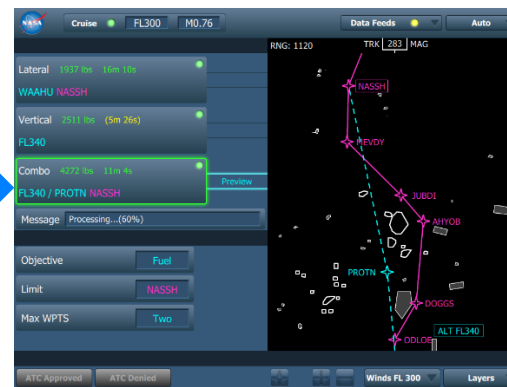 NASA
Cruise FL300 M0.76
Data Feeds Auto
RNG: 1120 TRK 283 MAG
Lateral 1937 lbs 16m 10s
WAAHU NASSH
Vertical 2511 lbs (5m 26s)
FL340
Combo 4272 lbs 11m 4s
FL340 / PROTN NASSH
Preview
Message Processing...(60%)
Objective Fuel
Limit NASSH
Max WPTS Two
NASSH
MEVDY
JUBDI
AHYOB
PROTN
DOGGS
ALT FL340
ODLOE
ATC Approved ATC Denied
Winds FL 300 Layers